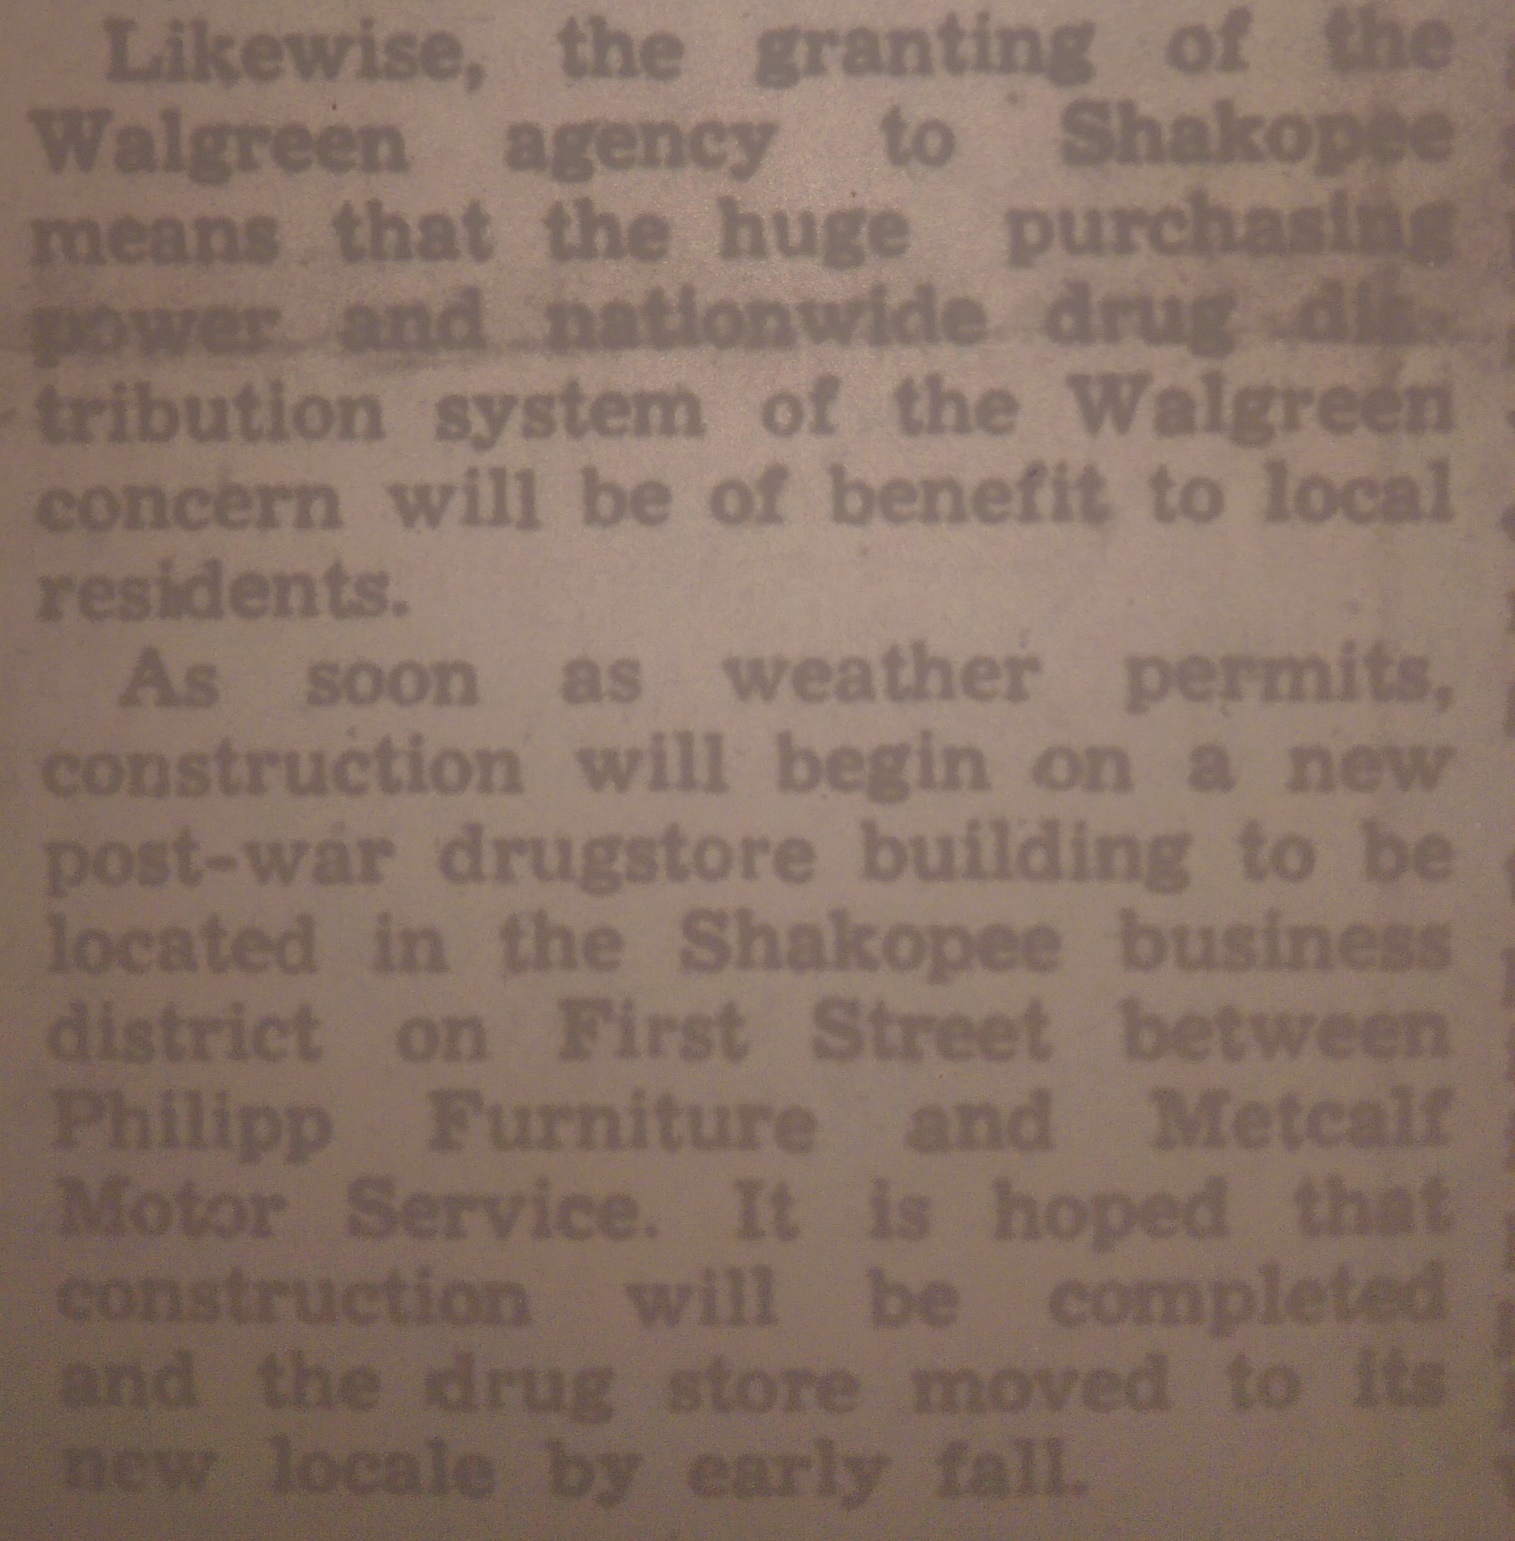 Likewise, the granting of the
Walgreen agency to Shakopee
means that the huge purchasing
power and nationwide drug dis-
tribution system of the Walgreen
concern will be of benefit to local
residents.
As soon as weather permits,
construction will begin on a new
post-war drugstore building to be
located in the Shakopee business
district on First Street between
Philipp Furniture and Metcalf
Motor Service. It is hoped that
construction will be completed
and the drug store moved to its
new locale by early fall.